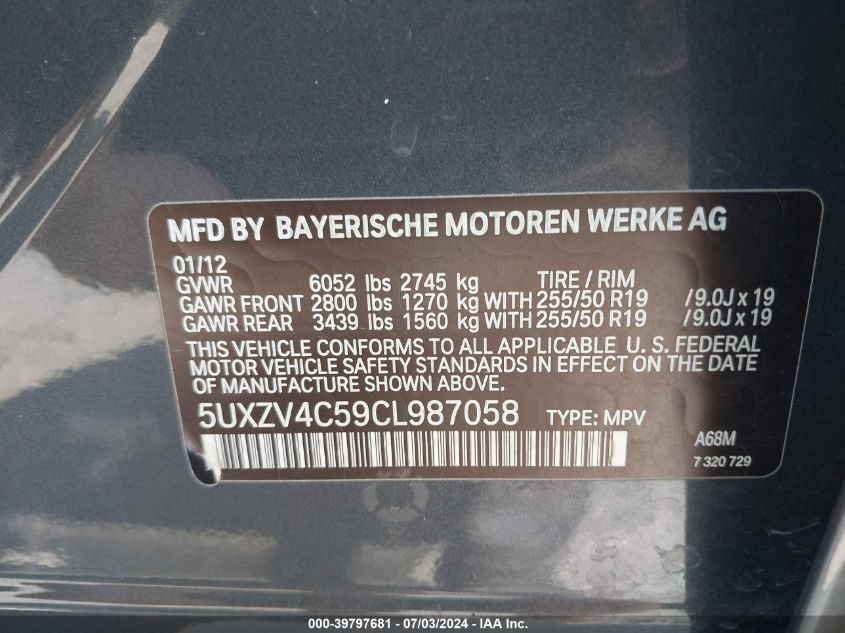 MFD BY BAYERISCHE MOTOREN WERKE AG
01/12
GVWR 6052 lbs 2745 kg TIRE / RIM
GAWR FRONT 2800 lbs 1270 kg WITH 255/50 R19 /9.0J x 19
GAWR REAR 3439 lbs 1560 kg WITH 255/50 R19 /9.0J x 19
THIS VEHICLE CONFORMS TO ALL APPLICABLE U. S. FEDERAL
MOTOR VEHICLE SAFETY STANDARDS IN EFFECT ON THE DATE
OF MANUFACTURE SHOWN ABOVE.
5UXZV4C59CL987058 TYPE: MPV
A68M
7 320 729
000-39797681 - 07/03/2024 - IAA Inc.